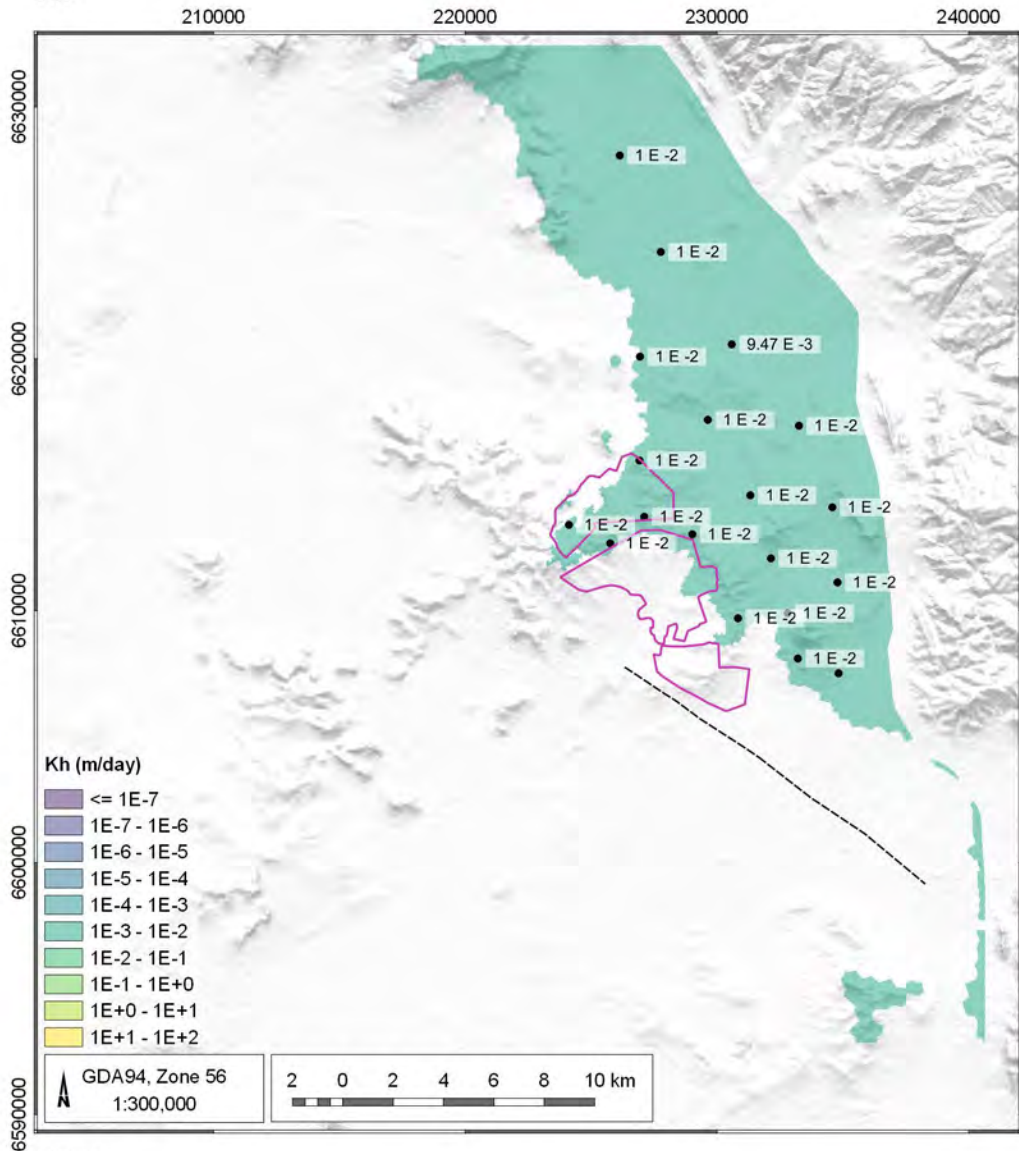 210000 220000 230000 240000
6630000
1 E -2
1 E -2
9.47 E -3
6620000
1 E -2
1 E -2
1 E -2
1 E -2
1 E -2
1 E -2
1 E -2
1 E -2
1 E -2
1 E -2
1 E -2
1 E -2
6610000
1 E -2
1 E -2
1 E -2
Kh (m/day)
<= 1E-7
1E-7 - 1E-6
1E-6 - 1E-5
1E-5 - 1E-4
1E-4 - 1E-3
1E-3 - 1E-2
1E-2 - 1E-1
1E-1 - 1E+0
1E+0 - 1E+1
1E+1 - 1E+2
6600000
N
GDA94, Zone 56
1:300,000
2 0 2 4 6 8 10 km
6590000